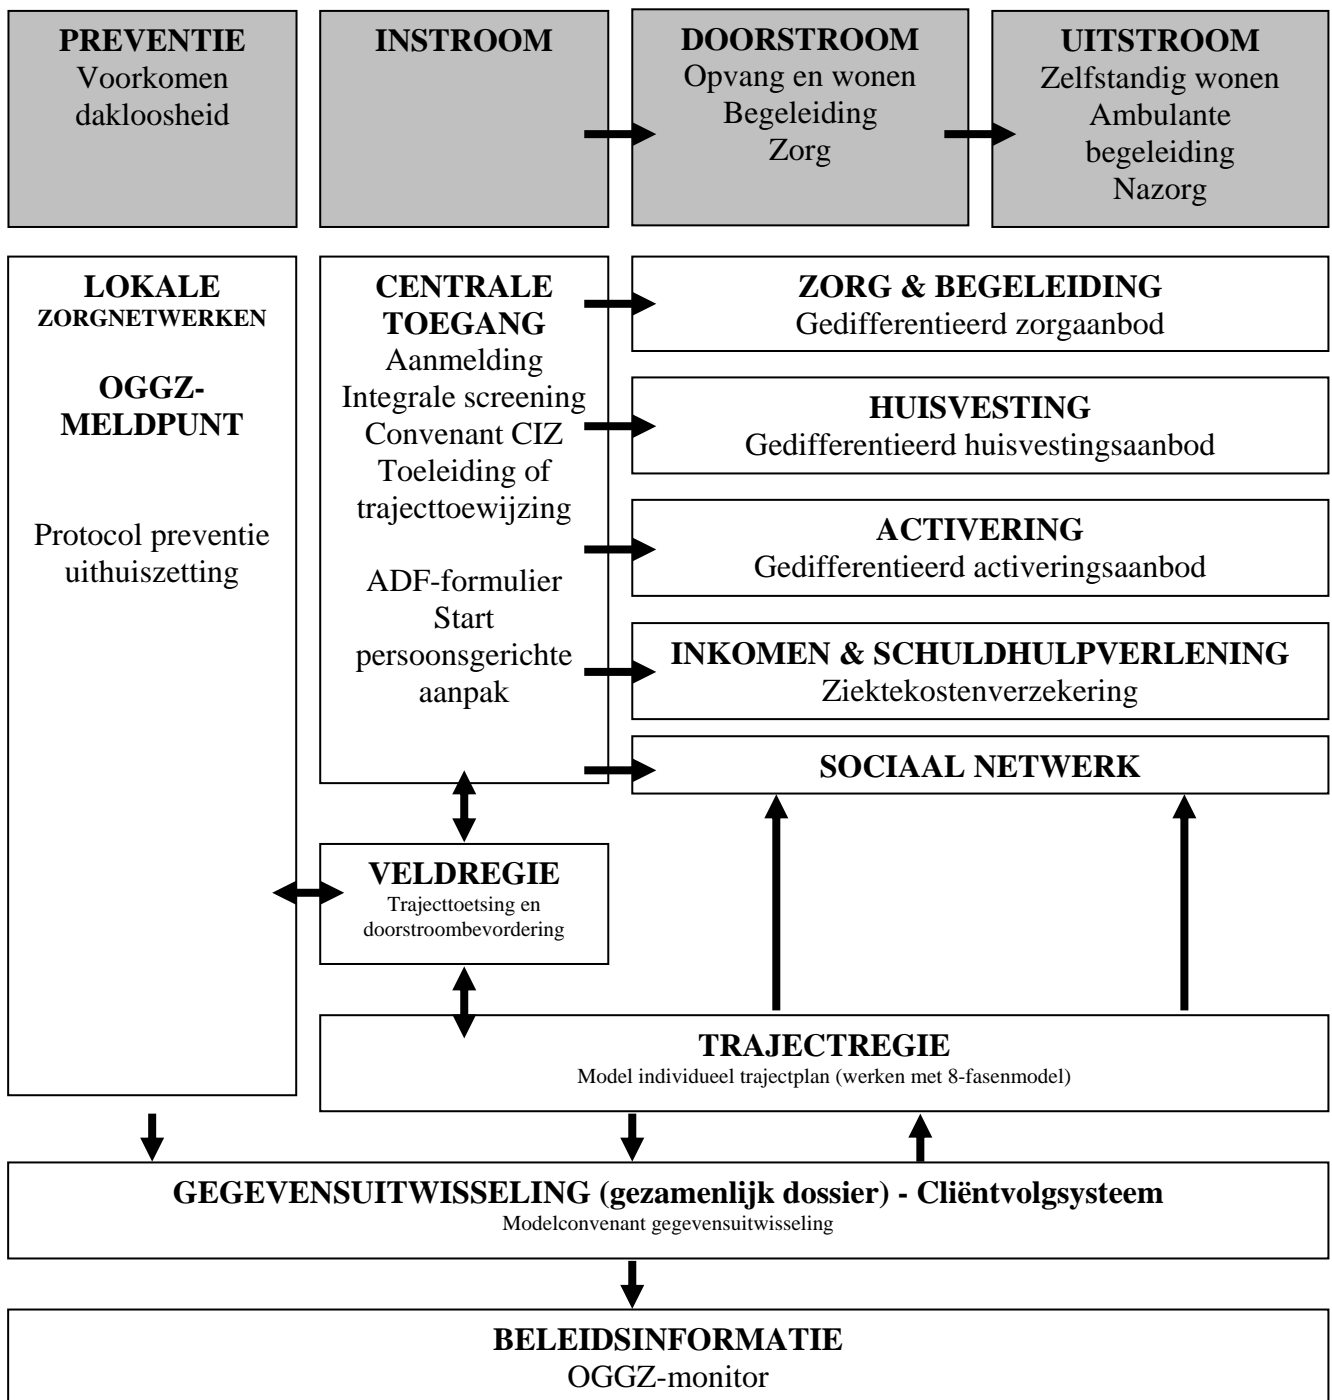 PREVENTIE
Voorkomen
dakloosheid
INSTROOM
DOORSTROOM
Opvang en wonen
Begeleiding
Zorg
UITSTROOM
Zelfstandig wonen
Ambulante
begeleiding
Nazorg
LOKALE
ZORGNETWERKEN
OGGZ-
MELDPUNT
Protocol preventie
uithuiszetting
CENTRALE
TOEGANG
Aanmelding
Integrale screening
Convenant CIZ
Toeleiding of
trajecttoewijzing
ADF-formulier
Start
persoonsgerichte
aanpak
ZORG & BEGELEIDING
Gedifferentieerd zorgaanbod
HUISVESTING
Gedifferentieerd huisvestingsaanbod
ACTIVERING
Gedifferentieerd activeringsaanbod
INKOMEN & SCHULDHULPVERLENING
Ziektekostenverzekering
SOCIAAL NETWERK
VELDREGIE
Trajecttoetsing en
doorstroombevordering
TRAJECTREGIE
Model individueel trajectplan (werken met 8-fasenmodel)
GEGEVENSUITWISSELING (gezamenlijk dossier) - Cliëntvolgsysteem
Modelconvenant gegevensuitwisseling
BELEIDSINFORMATIE
OGGZ-monitor